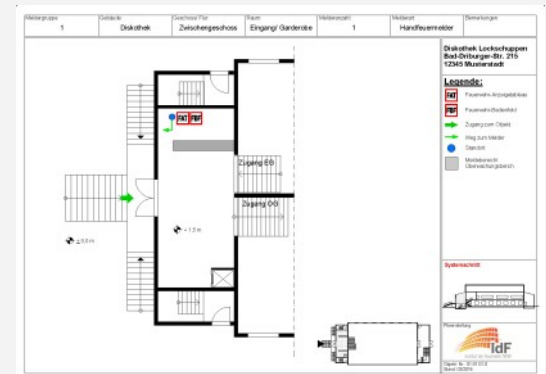 Meldergruppe
1
Gebäude
Diskothek
Geschoss/ Flur
Zwischengeschoss
Raum
Eingang/ Garderobe
Melderanzahl
1
Melderart
Handfeuermelder
Bemerkungen
FAT FBF
Zugang EG
Zugang OG
+ 1,5 m
± 0,0 m
Diskothek Lockschuppen
Bad-Driburger-Str. 215
12345 Musterstadt
Legende:
FAT Feuerwehr-Anzeigetableau
FBF Feuerwehr-Bedienfeld
Zugang zum Objekt
Weg zum Melder
Standort
Meldebereich/
Überwachungsbereich
Systemschnitt
IdF